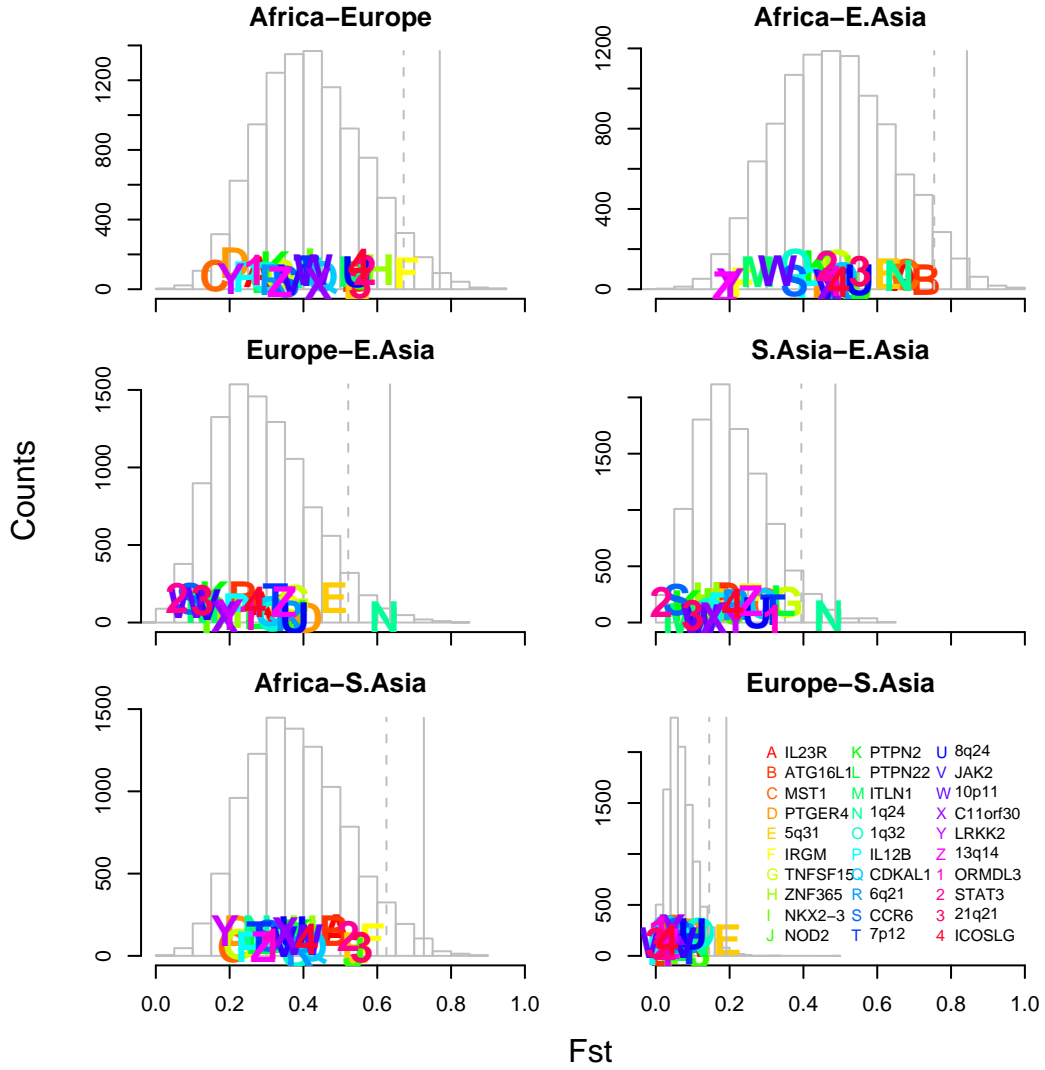 Africa−Europe
Africa−E.Asia
1200
800
400
0
1200
800
400
0
Europe−E.Asia
S.Asia−E.Asia
1500
1000
500
0
1500
500
0
Counts
Africa−S.Asia
Europe−S.Asia
1500
1000
500
0
1500
500
0
A IL23R K PTPN2 U 8q24
B ATG16L1 L PTPN22 V JAK2
C MST1 M ITLN1 W 10p11
D PTGER4 N 1q24 X C11orf30
E 5q31 O 1q32 Y LRKK2
F IRGM P IL12B Z 13q14
G TNFSF15 Q CDKAL1 1 ORMDL3
H ZNF365 R 6q21 2 STAT3
I NKX2−3 S CCR6 3 21q21
J NOD2 T 7p12 4 ICOSLG
0.0 0.2 0.4 0.6 0.8 1.0
0.0 0.2 0.4 0.6 0.8 1.0
Fst